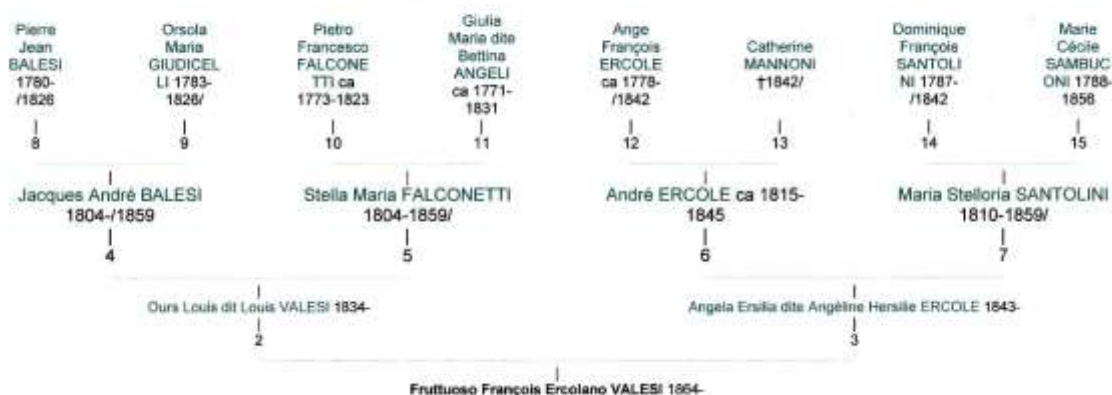 Pierre
Jean
BALESI
1780-
/1826
8
Orsola
Maria
GIUDICEL
LI 1783-
1826/
9
Pietro
Francesco
FALCONE
TTI ca
1773-1823
10
Giulia
Maria dite
Bettina
ANGELI
ca 1771-
1831
11
Ange
François
ERCOLE
ca 1778-
/1842
12
Catherine
MANNONI
†1842/
13
Dominique
François
SANTOLI
NI 1787-
/1842
14
Marie
Cécile
SAMBUC
ONI 1788-
1856
15
Jacques André BALESI
1804-/1859
4
Stella Maria FALCONETTI
1804-1859/
5
André ERCOLE ca 1815-
1845
6
Maria Stelloria SANTOLINI
1810-1859/
7
Ours Louis dit Louis VALESI 1834-
2
Angela Ersilia dite Angéline Hersilie ERCOLE 1843-
3
Fruttuoso François Ercolano VALESI 1864-